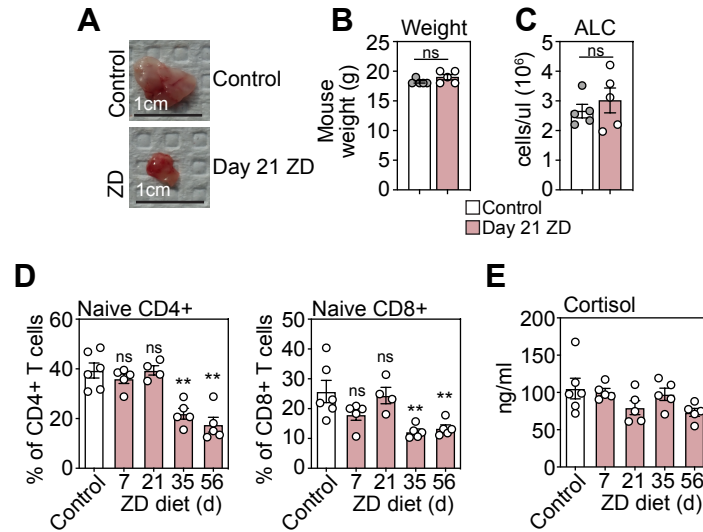 A
Control
1cm
Control
ZD
1cm
Day 21 ZD
B
Weight
Mouse
weight (g)
25
20
15
10
5
0
ns
C
ALC
cells/ul (10⁶)
5
4
3
2
1
0
ns
Control
Day 21 ZD
D
Naive CD4+
% of CD4+ T cells
60
40
20
0
ns
ns
**
**
Control
7
21
35
56
ZD diet (d)
Naive CD8+
% of CD8+ T cells
50
40
30
20
10
0
ns
ns
**
**
Control
7
21
35
56
ZD diet (d)
E
Cortisol
ng/ml
200
150
100
50
0
Control
7
21
35
56
ZD diet (d)